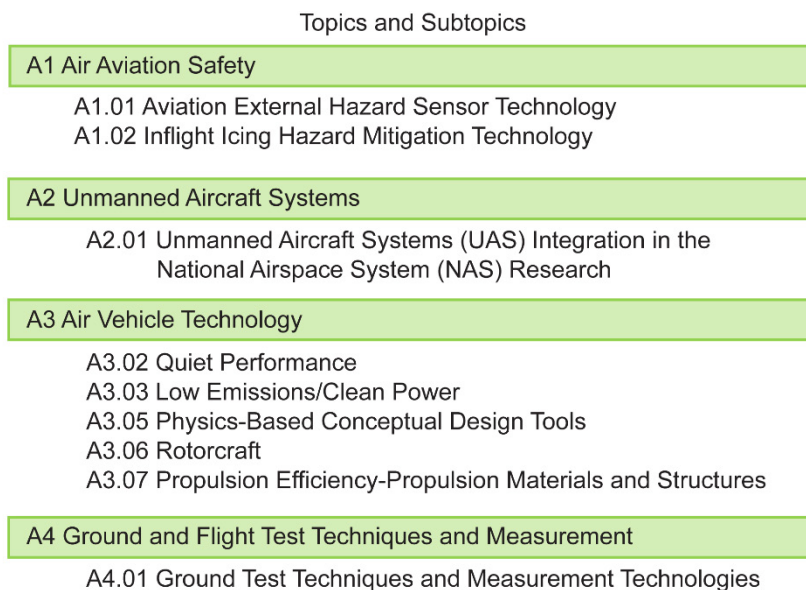 Topics and Subtopics
A1 Air Aviation Safety
A1.01 Aviation External Hazard Sensor Technology
A1.02 Inflight Icing Hazard Mitigation Technology
A2 Unmanned Aircraft Systems
A2.01 Unmanned Aircraft Systems (UAS) Integration in the
National Airspace System (NAS) Research
A3 Air Vehicle Technology
A3.02 Quiet Performance
A3.03 Low Emissions/Clean Power
A3.05 Physics-Based Conceptual Design Tools
A3.06 Rotorcraft
A3.07 Propulsion Efficiency-Propulsion Materials and Structures
A4 Ground and Flight Test Techniques and Measurement
A4.01 Ground Test Techniques and Measurement Technologies